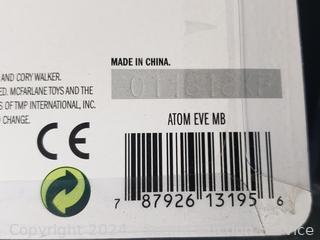 AND CORY WALKER.
ED. MCFARLANE TOYS AND THE
S OF TMP INTERNATIONAL, INC.
O CHANGE.
MADE IN CHINA.
CE
ATOM EVE MB
7 87926 13195 6
Copyright 2024